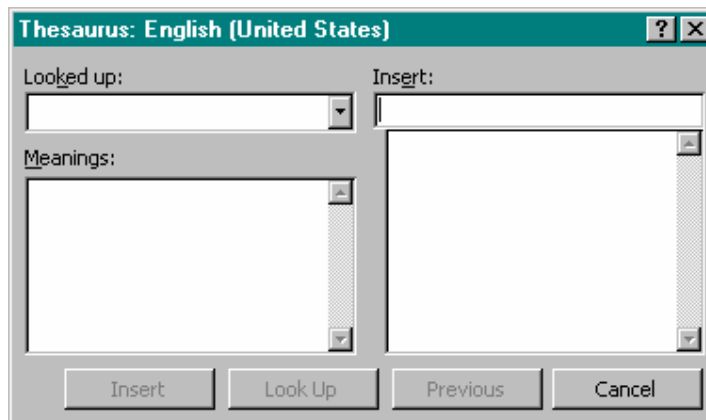 Thesaurus: English (United States)
Looked up:
Insert:
Meanings:
Insert
Look Up
Previous
Cancel